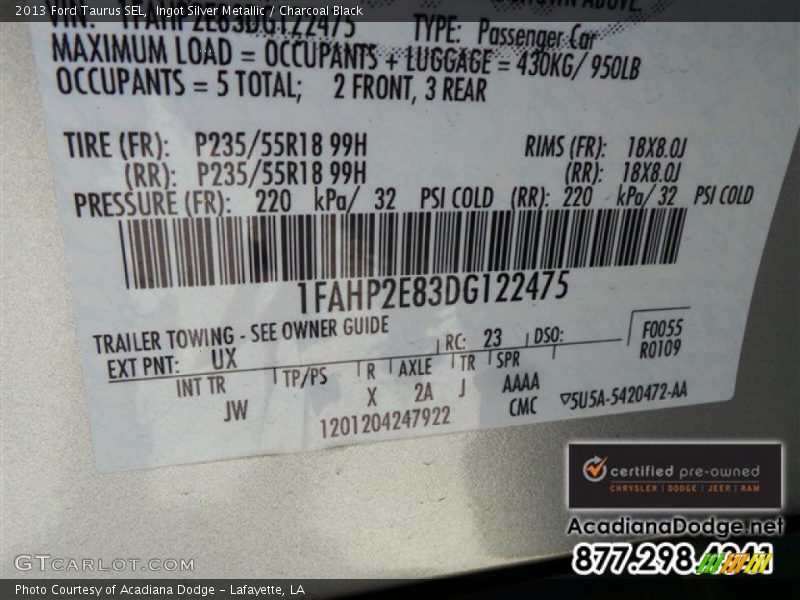 2013 Ford Taurus SEL, Ingot Silver Metallic / Charcoal Black
VIN: 1FAHP2E83DG122475 TYPE: Passenger Car
MAXIMUM LOAD = OCCUPANTS + LUGGAGE = 430KG/ 950LB
OCCUPANTS = 5 TOTAL; 2 FRONT, 3 REAR
TIRE (FR): P235/55R18 99H RIMS (FR): 18X8.0J
(RR): P235/55R18 99H (RR): 18X8.0J
PRESSURE (FR): 220 kPa/ 32 PSI COLD (RR): 220 kPa/ 32 PSI COLD
1FAHP2E83DG122475
TRAILER TOWING - SEE OWNER GUIDE
EXT PNT: UX RC: 23 DSO: F0055
R0109
INT TR TP/PS R AXLE TR SPR
JW X 2A J AAAA
1201204247922 CMC ▽5U5A-5420472-AA
certified pre-owned
CHRYSLER | DODGE | JEEP | RAM
AcadianaDodge.net
877.298.4941
GTCARLOT.COM
Photo Courtesy of Acadiana Dodge - Lafayette, LA